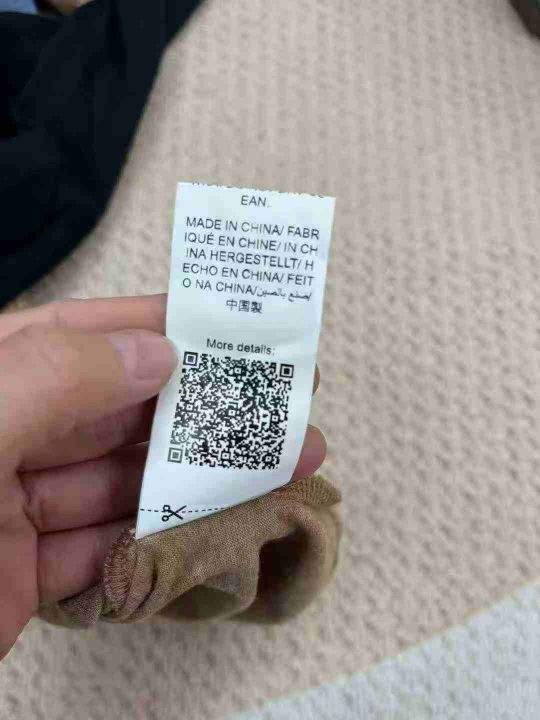 EAN.
MADE IN CHINA/ FABR
IQUÉ EN CHINE/ IN CH
INA HERGESTELLT/ H
ECHO EN CHINA/ FEIT
O NA CHINA/صنع بالصين/
中国製
More details: